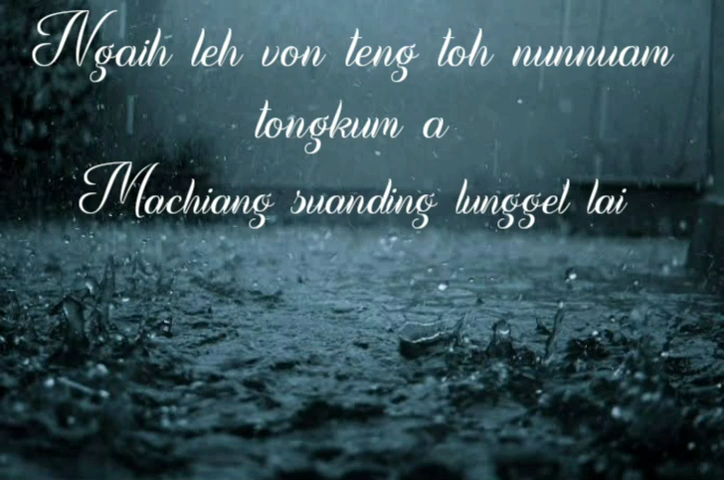 Ngaih leh von teng toh nunnuam
tongkum a
Machiang suanding lunggel lai